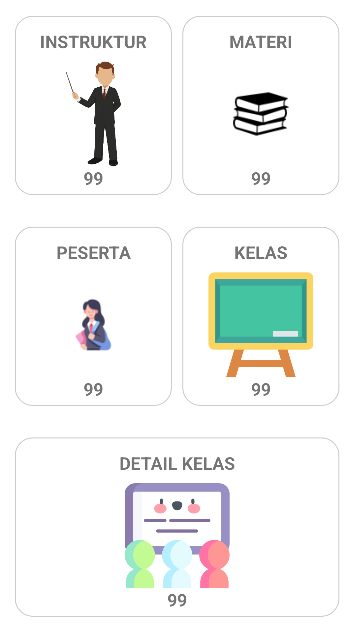 INSTRUKTUR
99
MATERI
99
PESERTA
99
KELAS
99
DETAIL KELAS
99